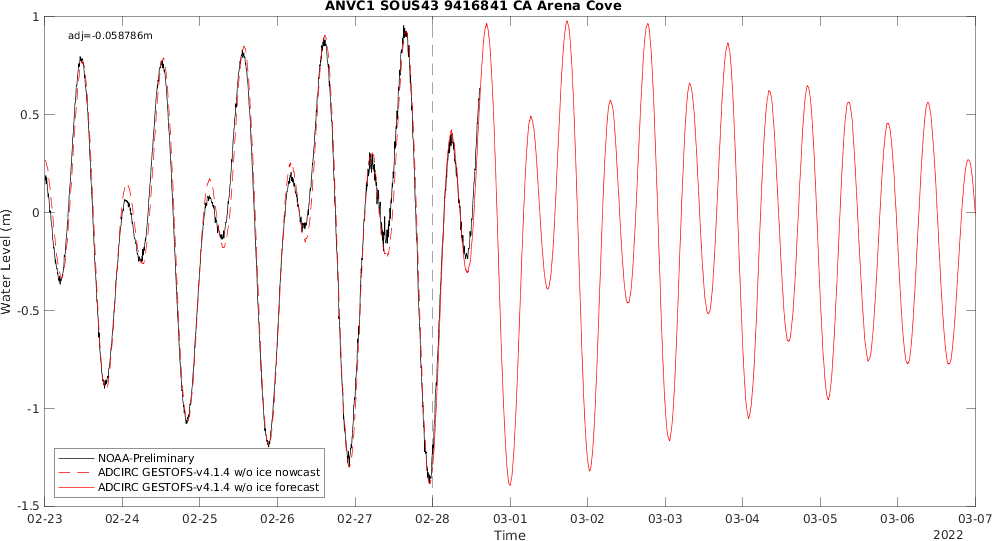 ANVC1 SOUS43 9416841 CA Arena Cove
adj=-0.058786m
1
0.5
0
-0.5
-1
-1.5
Water Level (m)
NOAA-Preliminary
ADCIRC GESTOFS-v4.1.4 w/o ice nowcast
ADCIRC GESTOFS-v4.1.4 w/o ice forecast
02-23 02-24 02-25 02-26 02-27 02-28 03-01 03-02 03-03 03-04 03-05 03-06 03-07
Time
2022